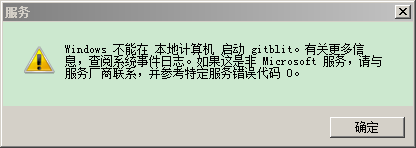 服务
Windows 不能在 本地计算机 启动 gitblit。有关更多信
息，查阅系统事件日志。如果这是非 Microsoft 服务，请与
服务厂商联系，并参考特定服务错误代码 0。
确定